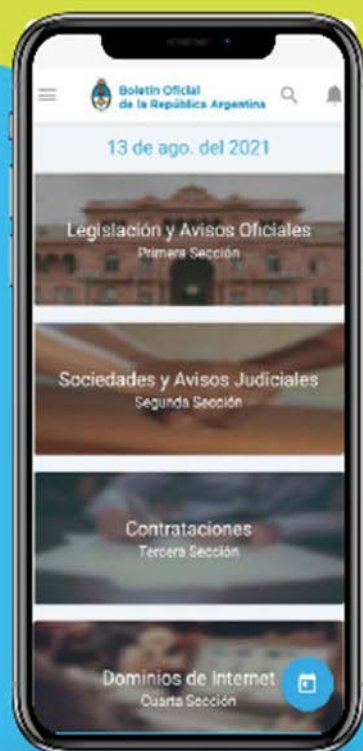 Boletín Oficial
de la República Argentina
13 de ago. del 2021
Legislación y Avisos Oficiales
Primera Sección
Sociedades y Avisos Judiciales
Segunda Sección
Contrataciones
Tercera Sección
Dominios de Internet
Cuarta Sección